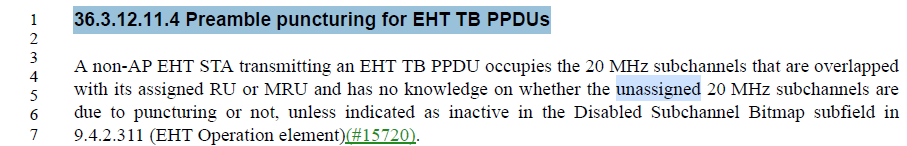 1 36.3.12.11.4 Preamble puncturing for EHT TB PPDUs
2
3
4 A non-AP EHT STA transmitting an EHT TB PPDU occupies the 20 MHz subchannels that are overlapped
5 with its assigned RU or MRU and has no knowledge on whether the unassigned 20 MHz subchannels are
6 due to puncturing or not, unless indicated as inactive in the Disabled Subchannel Bitmap subfield in
7 9.4.2.311 (EHT Operation element)(#15720).